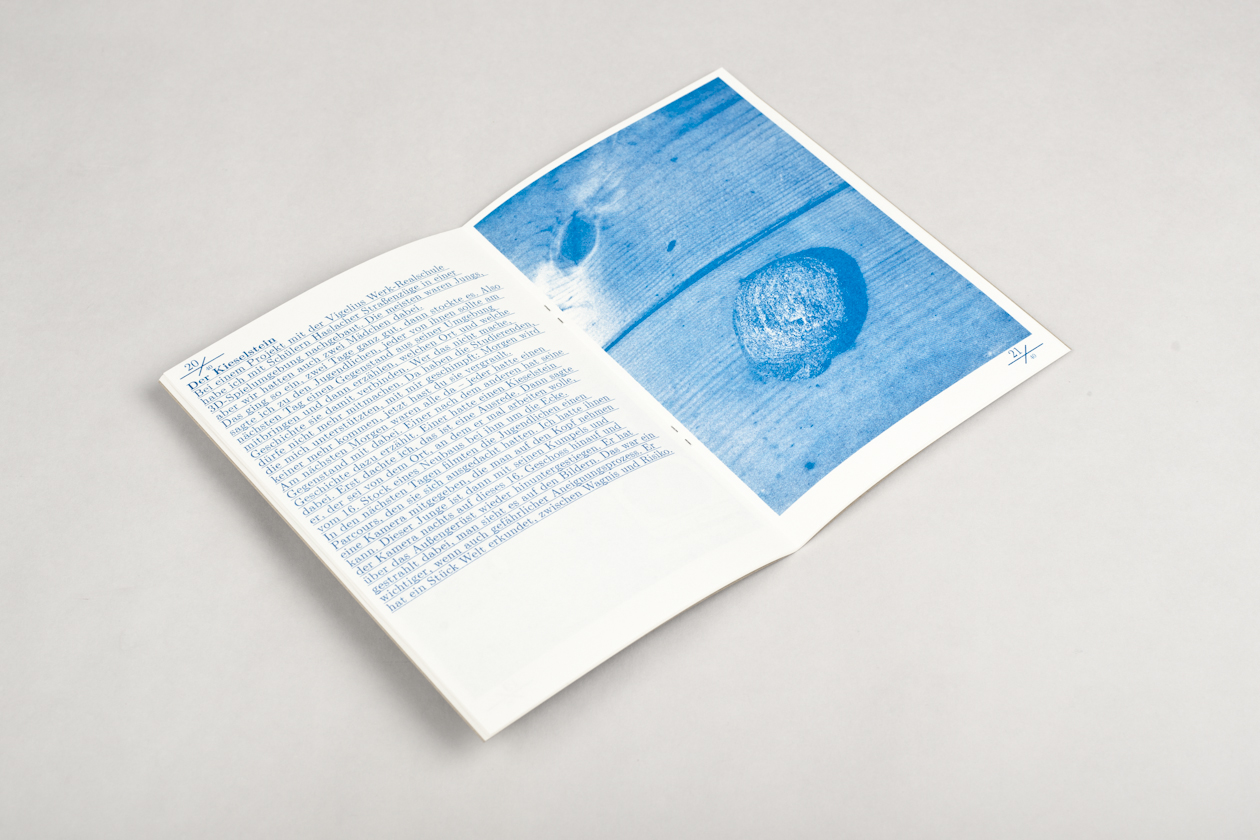 20/
Der Kieselstein
Bei einem Projekt mit der Vigelius Werk-Realschule
habe ich mit Schülern Haslacher Straßenzüge in einer
3D-Simumgebung nachgebaut. Die meisten waren Jungs,
aber wir hatten auch zwei Mädchen dabei.
Das ging so ein, zwei Tage ganz gut, dann stockte es. Also
sagte ich zu den Jugendlichen, jeder von ihnen sollte am
nächsten Tag einen Gegenstand aus seiner Umgebung
mitbringen und dann erzählen, welchen Ort und welche
Geschichte sie damit verbinden. Wer das nicht mache,
dürfe nicht mehr mitmachen. Da haben die Studierenden,
die mich unterstützten, mit mir geschimpft: Morgen wird
keiner mehr kommen, jetzt hast du sie vergrault.
Am nächsten Morgen waren alle da – jeder hatte einen
Gegenstand mit dabei. Einer nach dem anderen hat seine
Geschichte dazu erzählt. Einer hatte einen Kieselstein
dabei. Erst dachte ich, das ist eine Ausrede. Dann sagte
er, der sei von dem Ort, an dem er mal arbeiten wolle,
vom 16. Stock eines Neubaus bei ihm um die Ecke.
In den nächsten Tagen filmten die Jugendlichen einen
Parcours, den sie sich ausgedacht hatten. Ich hatte ihnen
eine Kamera mitgegeben, die man auf den Kopf nehmen
kann. Dieser Junge ist dann mit seinen Kumpels und
der Kamera nachts auf dieses 16. Geschoss hinauf und
über das Außengerüst wieder hinuntergestiegen. Er hat
gestrahlt dabei, man sieht es auf den Bildern. Das war ein
wichtiger, wenn auch gefährlicher Aneignungsprozess. Er
hat ein Stück Welt erkundet, zwischen Wagnis und Risiko.
21/